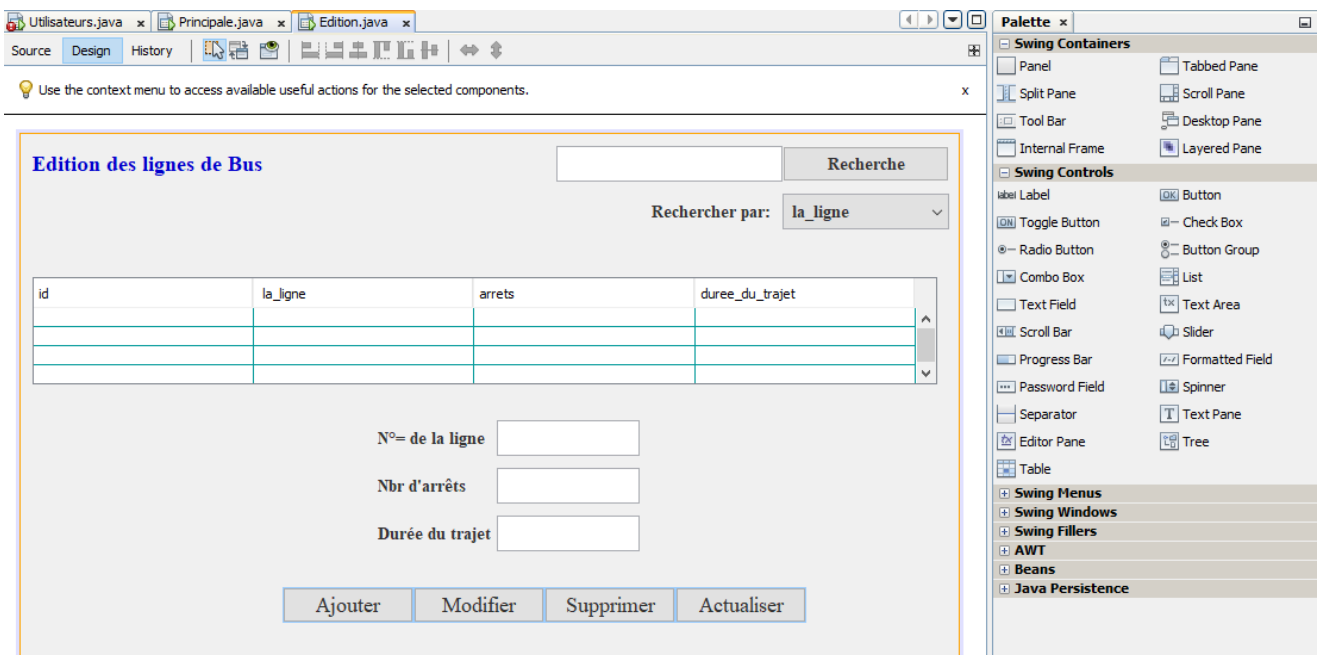 Utilisateurs.java x Principale.java x Edition.java x
Source Design History
Use the context menu to access available useful actions for the selected components. x
Edition des lignes de Bus
Recherche
Rechercher par: la_ligne
id la_ligne arrets duree_du_trajet
N°= de la ligne
Nbr d'arrêts
Durée du trajet
Ajouter Modifier Supprimer Actualiser
Palette x
Swing Containers
Panel Tabbed Pane
Split Pane Scroll Pane
Tool Bar Desktop Pane
Internal Frame Layered Pane
Swing Controls
label Label OK Button
ON Toggle Button Check Box
Radio Button Button Group
Combo Box List
Text Field tx Text Area
Scroll Bar Slider
Progress Bar Formatted Field
Password Field Spinner
Separator T Text Pane
Editor Pane Tree
Table
Swing Menus
Swing Windows
Swing Fillers
AWT
Beans
Java Persistence